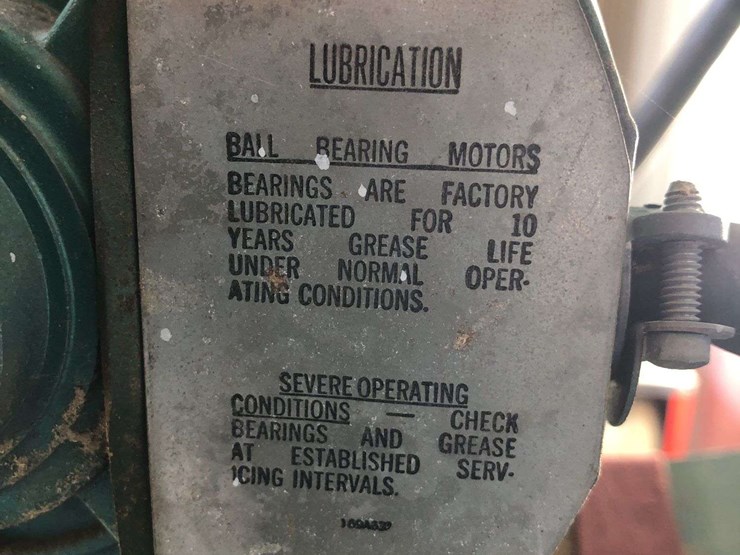 LUBRICATION
BALL BEARING MOTORS
BEARINGS ARE FACTORY
LUBRICATED FOR 10
YEARS GREASE LIFE
UNDER NORMAL OPER-
ATING CONDITIONS.
SEVERE OPERATING
CONDITIONS — CHECK
BEARINGS AND GREASE
AT ESTABLISHED SERV-
ICING INTERVALS.